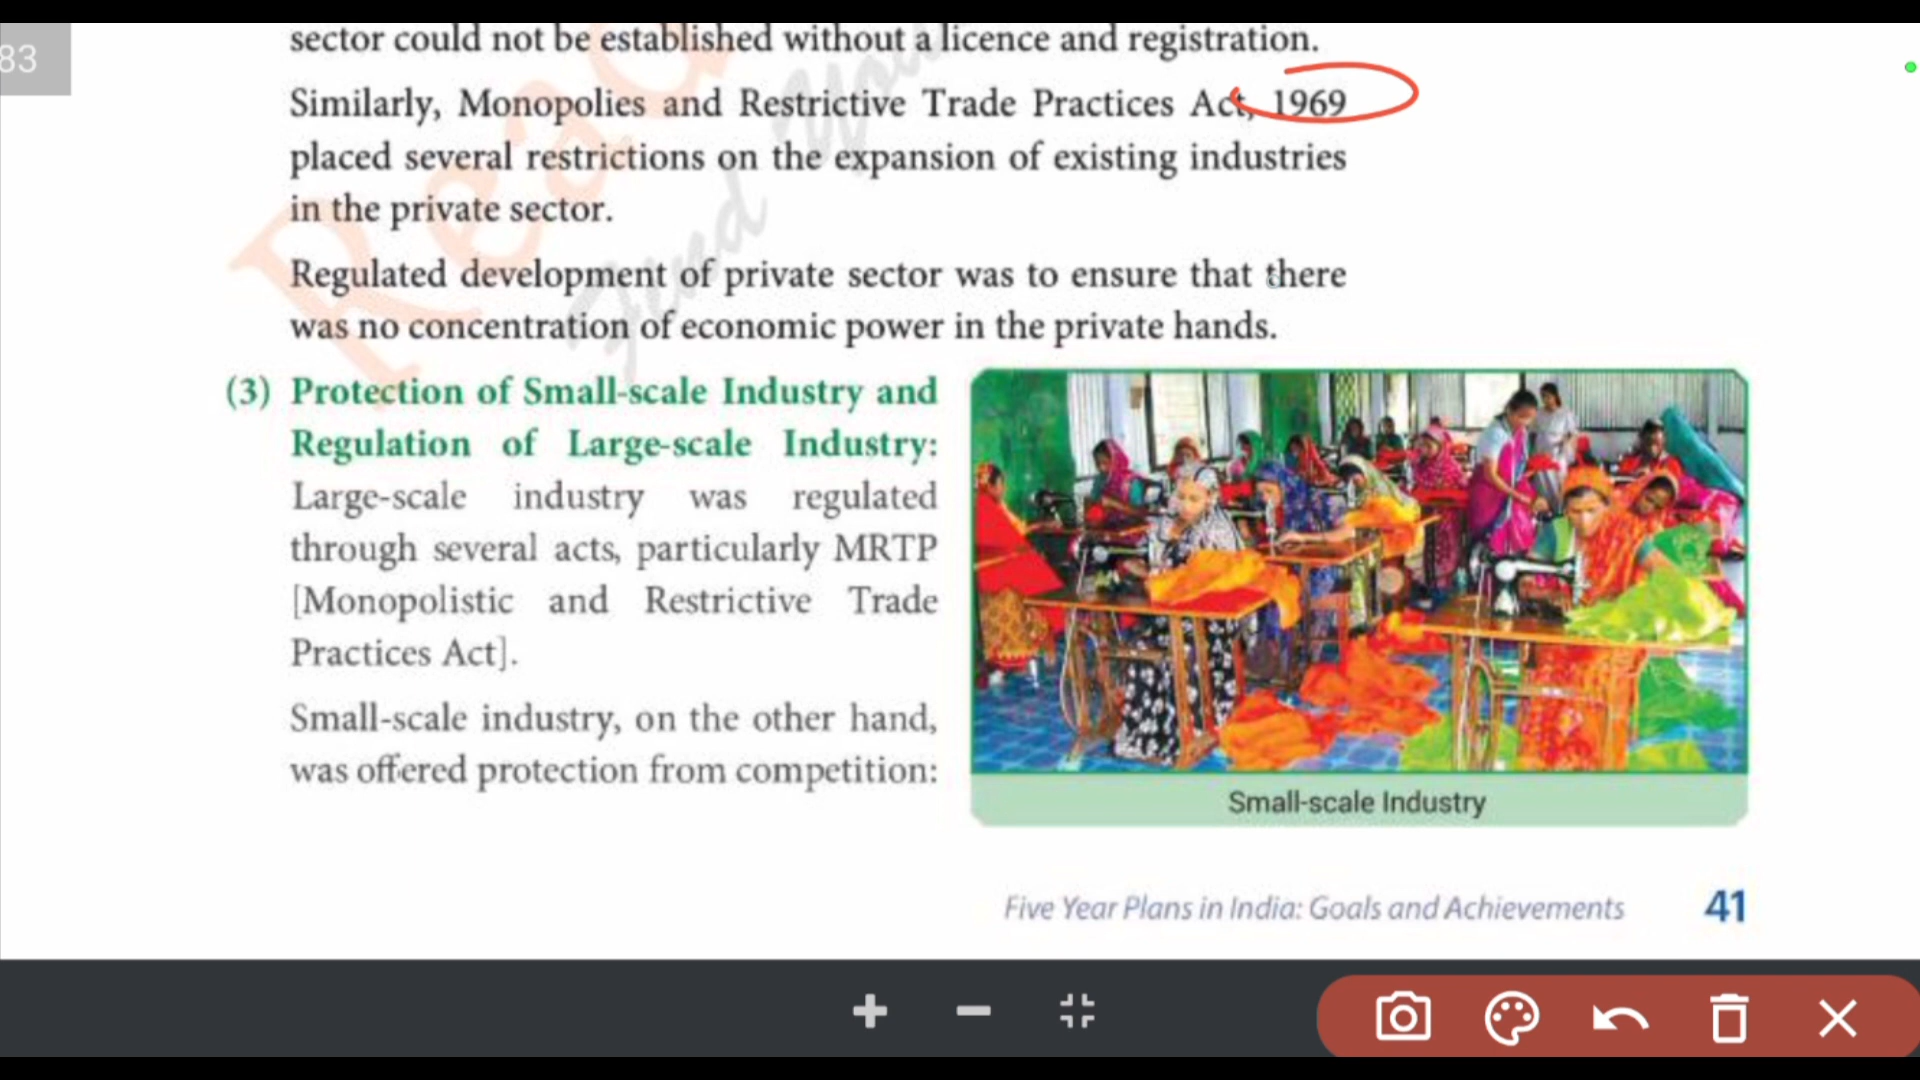 83
sector could not be established without a licence and registration.
Similarly, Monopolies and Restrictive Trade Practices Act, 1969
placed several restrictions on the expansion of existing industries
in the private sector.
Regulated development of private sector was to ensure that there
was no concentration of economic power in the private hands.
(3) Protection of Small-scale Industry and
Regulation of Large-scale Industry:
Large-scale industry was regulated
through several acts, particularly MRTP
[Monopolistic and Restrictive Trade
Practices Act].
Small-scale industry, on the other hand,
was offered protection from competition:
Small-scale Industry
Five Year Plans in India: Goals and Achievements 41